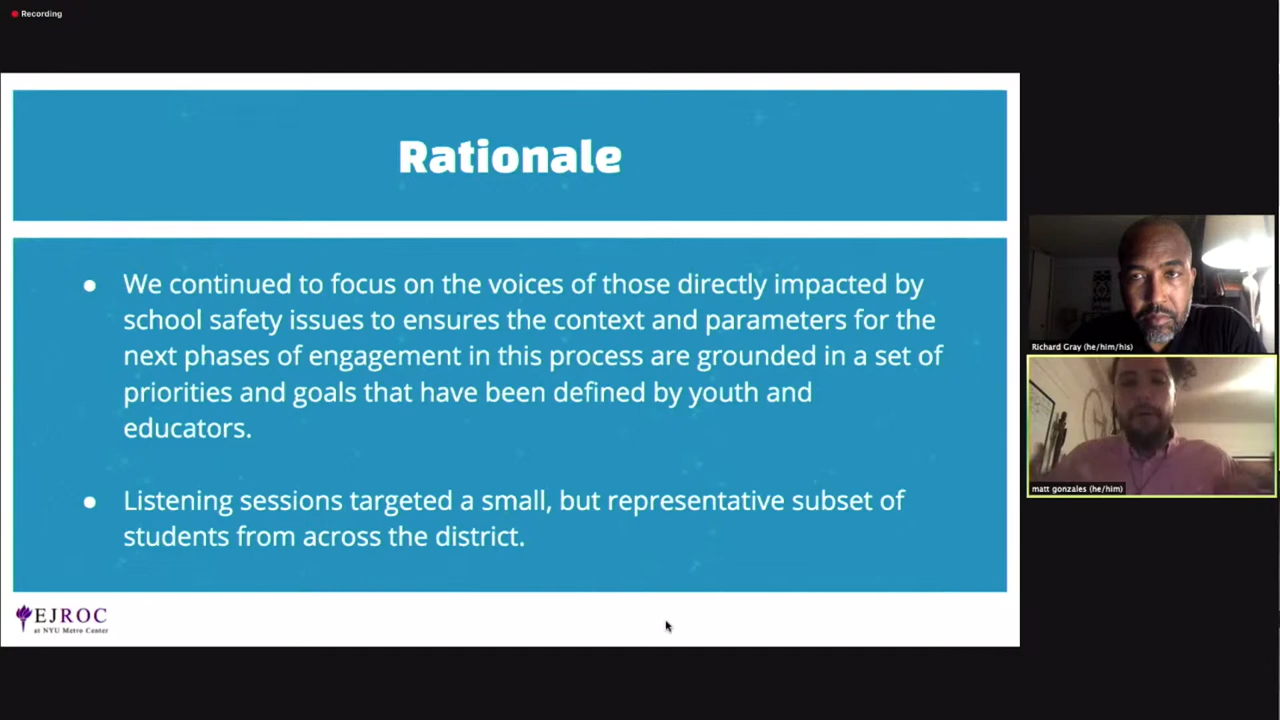 Recording
Rationale
● We continued to focus on the voices of those directly impacted by
school safety issues to ensures the context and parameters for the
next phases of engagement in this process are grounded in a set of
priorities and goals that have been defined by youth and
educators.
● Listening sessions targeted a small, but representative subset of
students from across the district.
EJROC
at NYU Metro Center
Richard Gray (he/him/his)
matt gonzales (he/him)